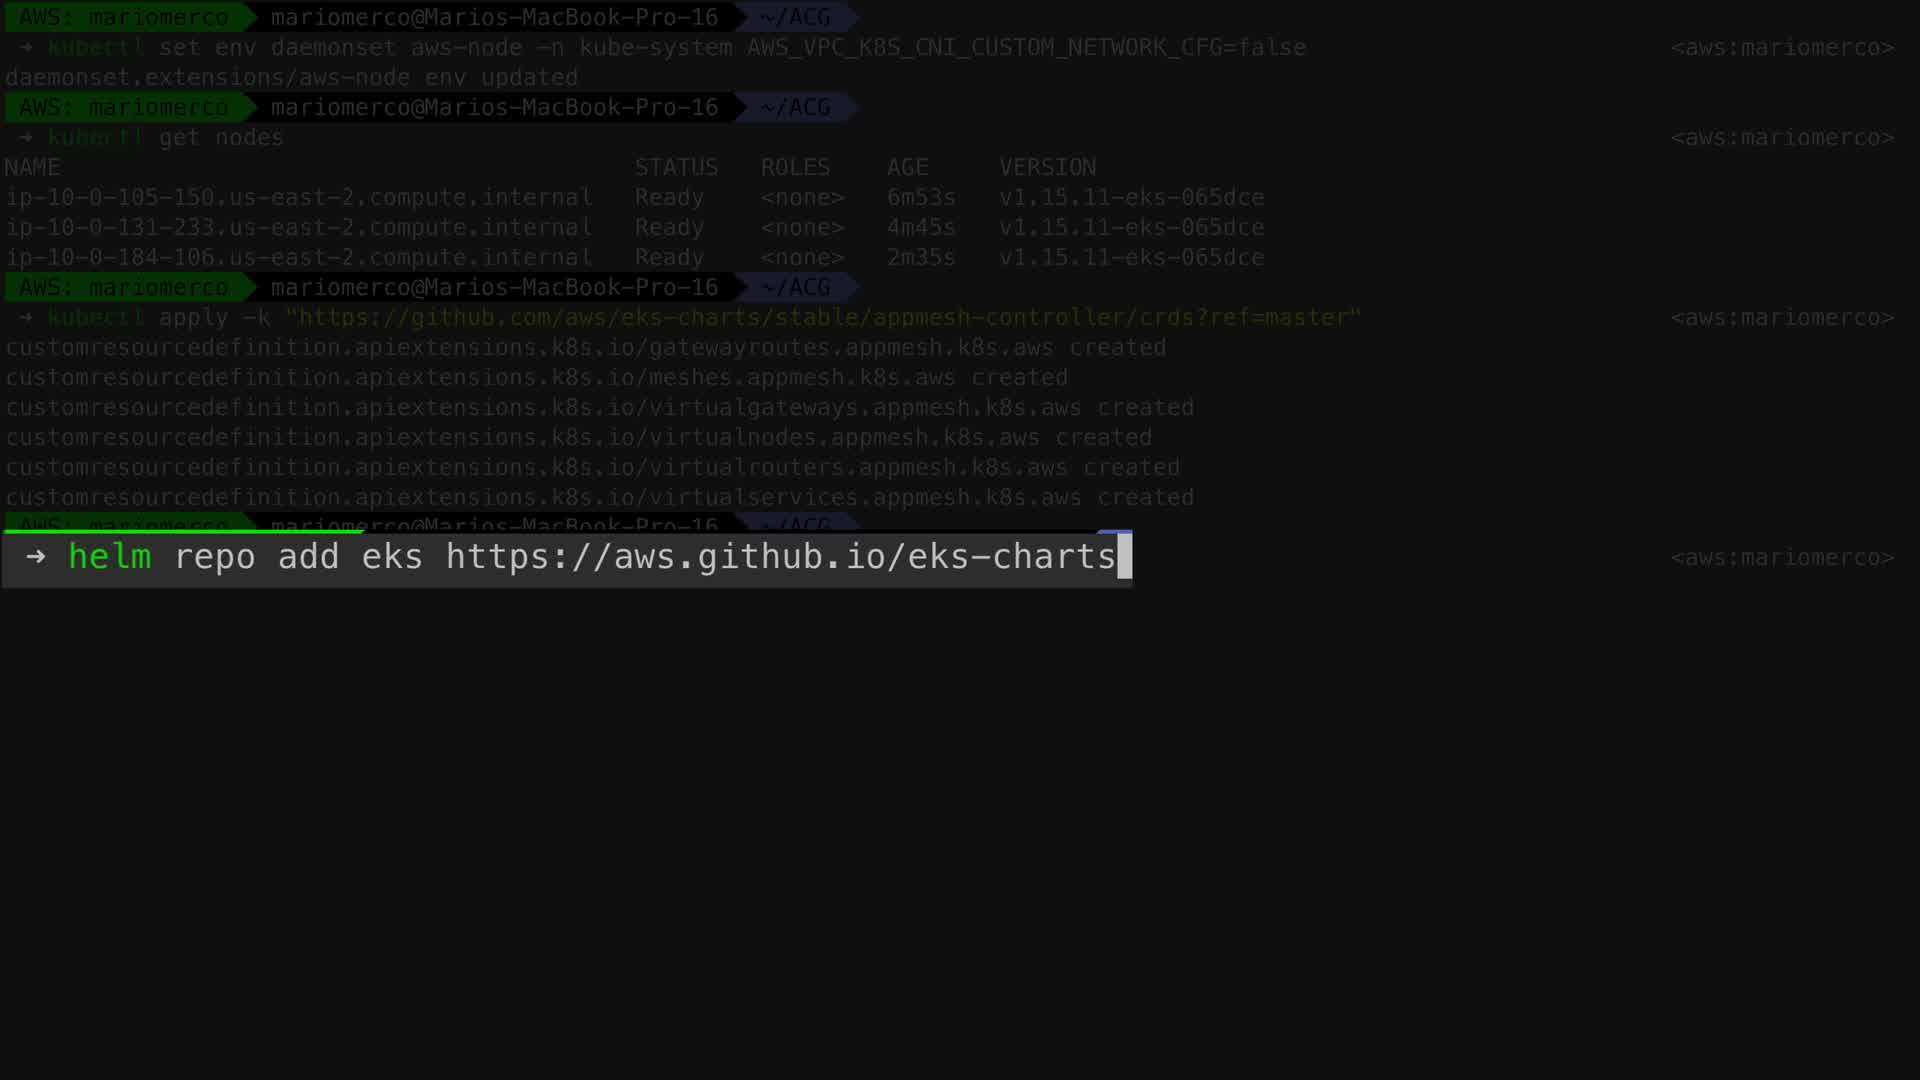 AWS: mariomerco mariomerco@Marios-MacBook-Pro-16 ~/ACG
→ kubectl set env daemonset aws-node -n kube-system AWS_VPC_K8S_CNI_CUSTOM_NETWORK_CFG=false <aws:mariomerco>
daemonset.extensions/aws-node env updated
AWS: mariomerco mariomerco@Marios-MacBook-Pro-16 ~/ACG
→ kubectl get nodes <aws:mariomerco>
NAME STATUS ROLES AGE VERSION
ip-10-0-105-150.us-east-2.compute.internal Ready <none> 6m53s v1.15.11-eks-065dce
ip-10-0-131-233.us-east-2.compute.internal Ready <none> 4m45s v1.15.11-eks-065dce
ip-10-0-184-106.us-east-2.compute.internal Ready <none> 2m35s v1.15.11-eks-065dce
AWS: mariomerco mariomerco@Marios-MacBook-Pro-16 ~/ACG
→ kubectl apply -k "https://github.com/aws/eks-charts/stable/appmesh-controller/crds?ref=master" <aws:mariomerco>
customresourcedefinition.apiextensions.k8s.io/gatewayroutes.appmesh.k8s.aws created
customresourcedefinition.apiextensions.k8s.io/meshes.appmesh.k8s.aws created
customresourcedefinition.apiextensions.k8s.io/virtualgateways.appmesh.k8s.aws created
customresourcedefinition.apiextensions.k8s.io/virtualnodes.appmesh.k8s.aws created
customresourcedefinition.apiextensions.k8s.io/virtualrouters.appmesh.k8s.aws created
customresourcedefinition.apiextensions.k8s.io/virtualservices.appmesh.k8s.aws created
AWS: mariomerco mariomerco@Marios-MacBook-Pro-16 ~/ACG
→ helm repo add eks https://aws.github.io/eks-charts <aws:mariomerco>